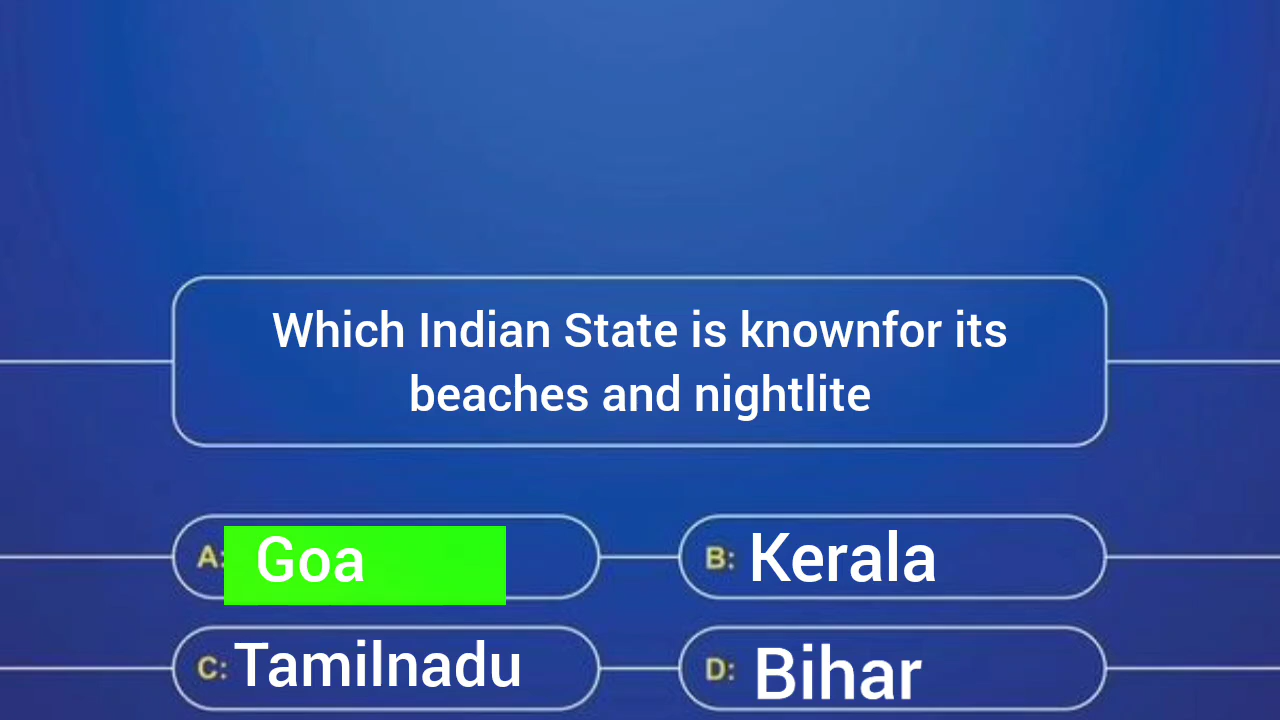 Which Indian State is knownfor its
beaches and nightlite
A: Goa
B: Kerala
C: Tamilnadu
D: Bihar